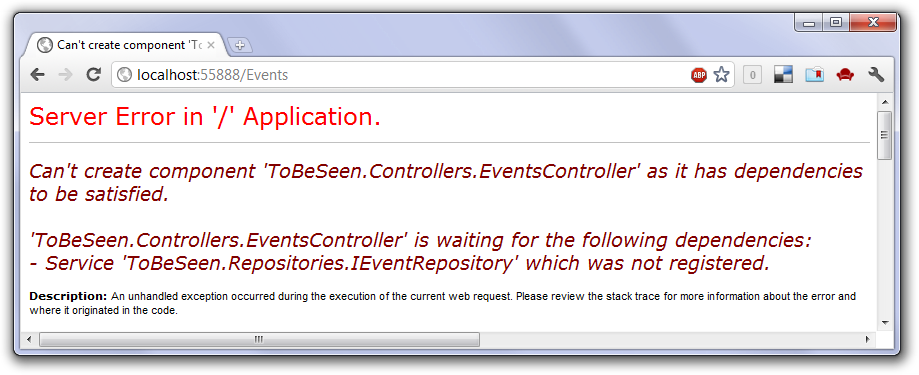 Can't create component 'To
localhost:55888/Events
ABP
0
Server Error in '/' Application.
Can't create component 'ToBeSeen.Controllers.EventsController' as it has dependencies
to be satisfied.
'ToBeSeen.Controllers.EventsController' is waiting for the following dependencies:
- Service 'ToBeSeen.Repositories.IEventRepository' which was not registered.
Description: An unhandled exception occurred during the execution of the current web request. Please review the stack trace for more information about the error and
where it originated in the code.